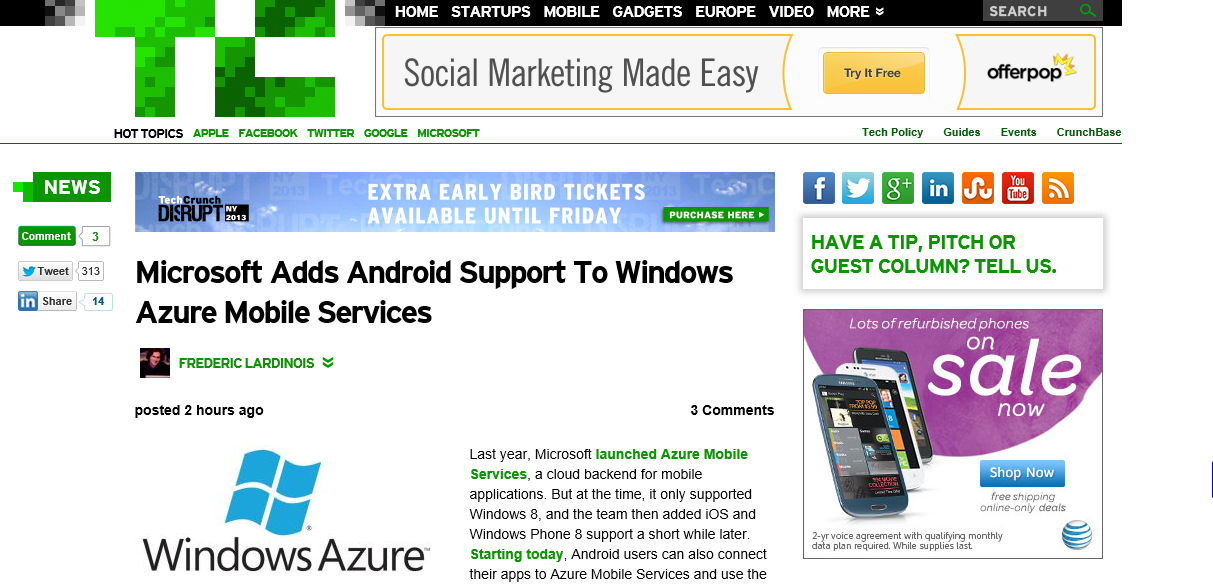 HOME STARTUPS MOBILE GADGETS EUROPE VIDEO MORE
SEARCH
TC
Social Marketing Made Easy
Try It Free
offerpop
HOT TOPICS APPLE FACEBOOK TWITTER GOOGLE MICROSOFT
Tech Policy Guides Events CrunchBase
NEWS
Comment 3
Tweet 313
in Share 14
TechCrunch
DISRUPT NY 2013
EXTRA EARLY BIRD TICKETS
AVAILABLE UNTIL FRIDAY
PURCHASE HERE
Microsoft Adds Android Support To Windows
Azure Mobile Services
FREDERIC LARDINOIS
posted 2 hours ago
3 Comments
Windows Azure™
Last year, Microsoft launched Azure Mobile
Services, a cloud backend for mobile
applications. But at the time, it only supported
Windows 8, and the team then added iOS and
Windows Phone 8 support a short while later.
Starting today, Android users can also connect
their apps to Azure Mobile Services and use the
f g+ in You Tube
HAVE A TIP, PITCH OR
GUEST COLUMN? TELL US.
Lots of refurbished phones
on
sale
now
Shop Now
free shipping
online-only deals
2-yr voice agreement with qualifying monthly
data plan required. While supplies last.